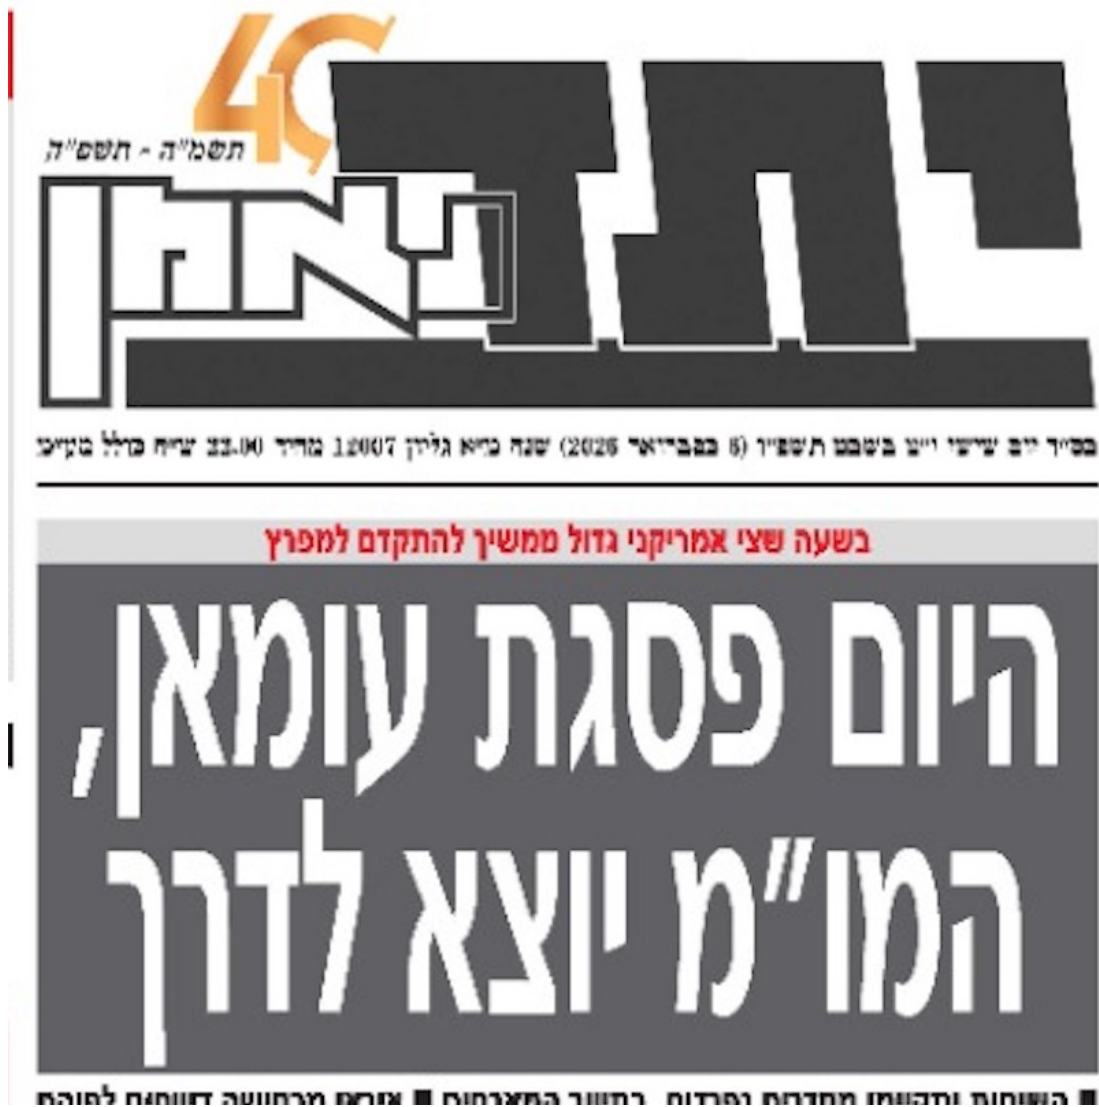 40
תשמ"ה - תשפ"ה
יתד
נאמן
בס"ד יום שישי י"ט בשבט תשפ"ו (6 בפברואר 2026) שנה מ"א גליון 12007 מחיר 22.90 ש"ח כולל מע"מ
בשעה שצי אמריקני גדול ממשיך להתקדם למפרץ
היום פסגת עומאן,
המו"מ יוצא לדרך